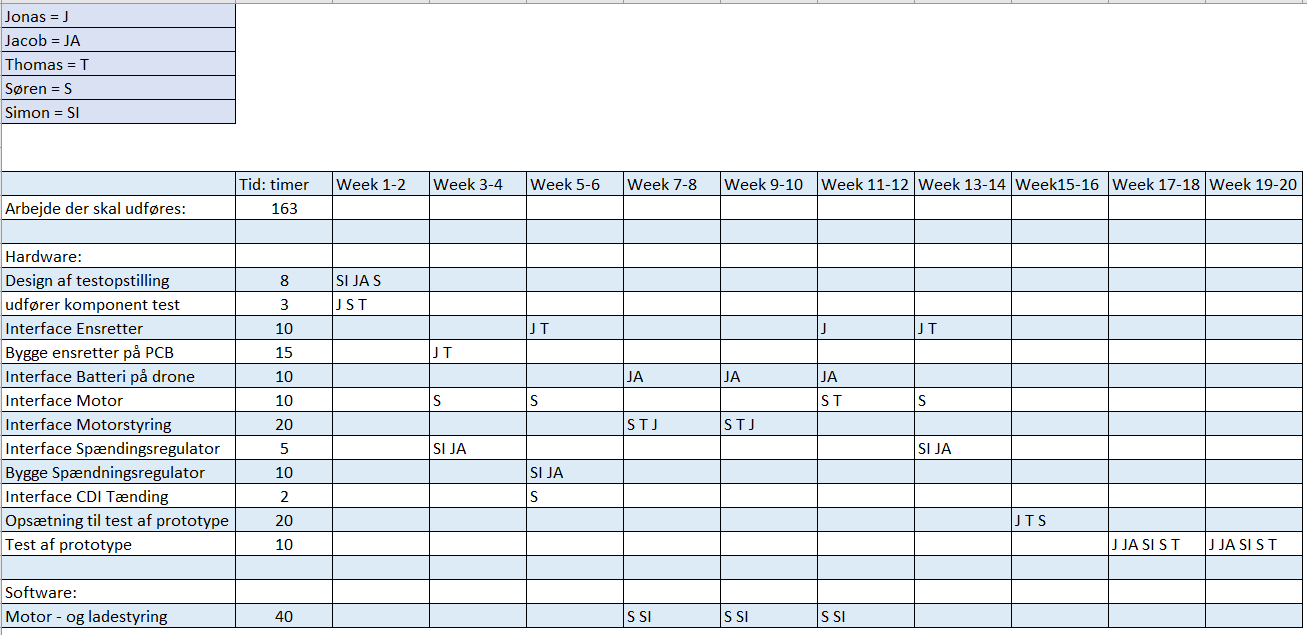 Jonas = J
Jacob = JA
Thomas = T
Søren = S
Simon = SI
Tid: timer Week 1-2 Week 3-4 Week 5-6 Week 7-8 Week 9-10 Week 11-12 Week 13-14 Week15-16 Week 17-18 Week 19-20
Arbejde der skal udføres: 163
Hardware:
Design af testopstilling 8 SI JA S
udfører komponent test 3 J S T
Interface Ensretter 10 J T J J T
Bygge ensretter på PCB 15 J T
Interface Batteri på drone 10 JA JA JA
Interface Motor 10 S S S T S
Interface Motorstyring 20 S T J S T J
Interface Spændingsregulator 5 SI JA SI JA
Bygge Spændningsregulator 10 SI JA
Interface CDI Tænding 2 S
Opsætning til test af prototype 20 J T S
Test af prototype 10 J JA SI S T J JA SI S T
Software:
Motor - og ladestyring 40 S SI S SI S SI